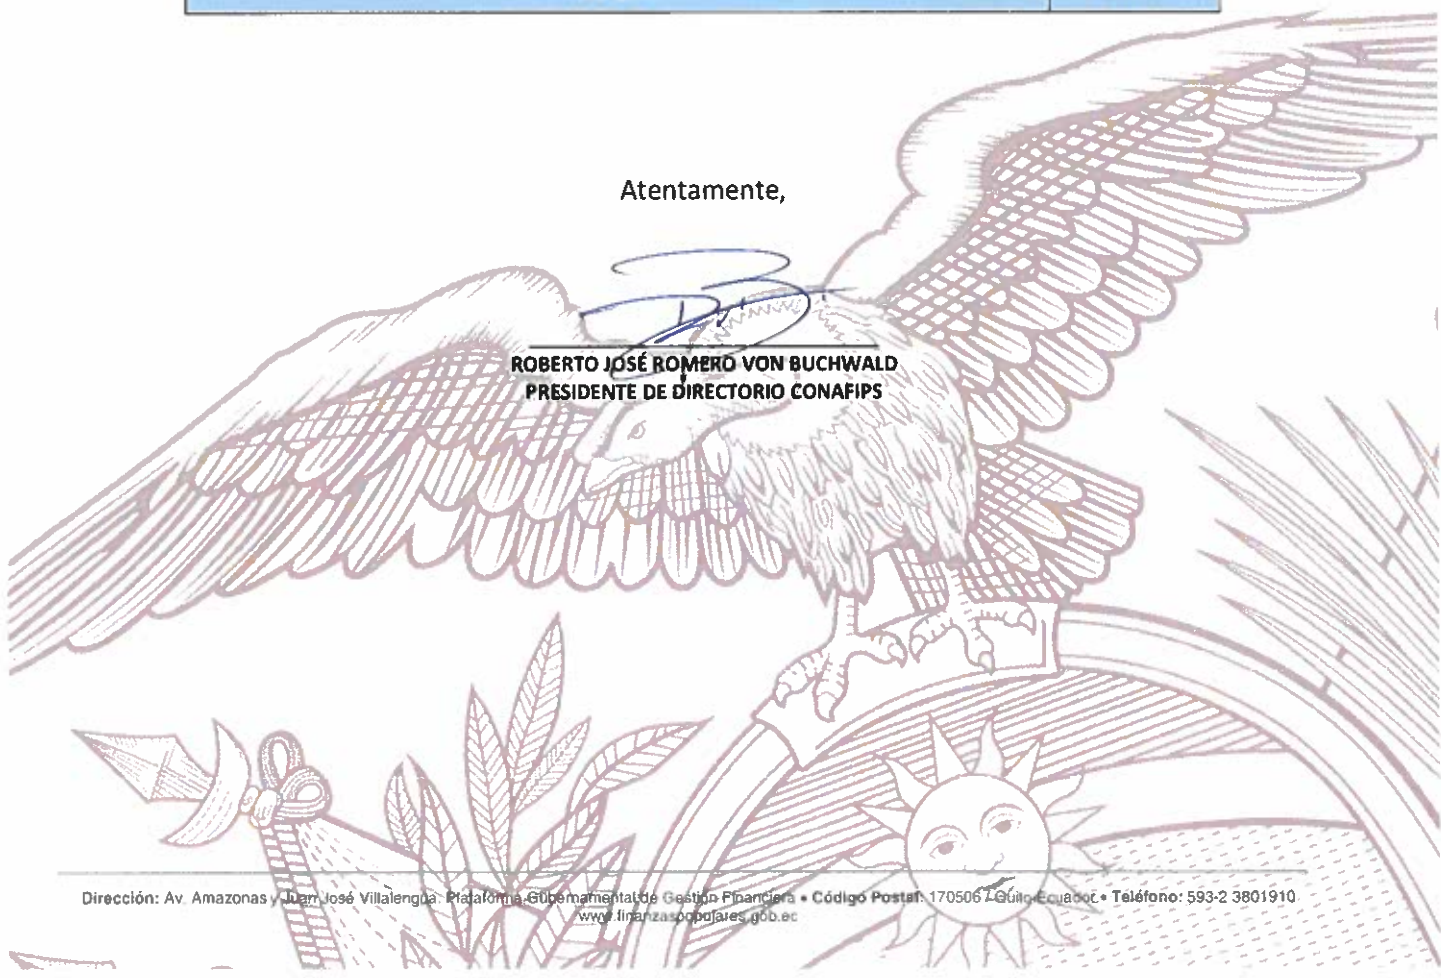 Atentamente,
ROBERTO JOSÉ ROMERO VON BUCHWALD
PRESIDENTE DE DIRECTORIO CONAFIPS
Dirección: Av. Amazonas y Juan José Villalengua. Plataforma Gubernamental de Gestión Financiera • Código Postal: 170506 / Quito-Ecuador. • Teléfono: 593-2 3801910
www.finanzaspopulares.gob.ec